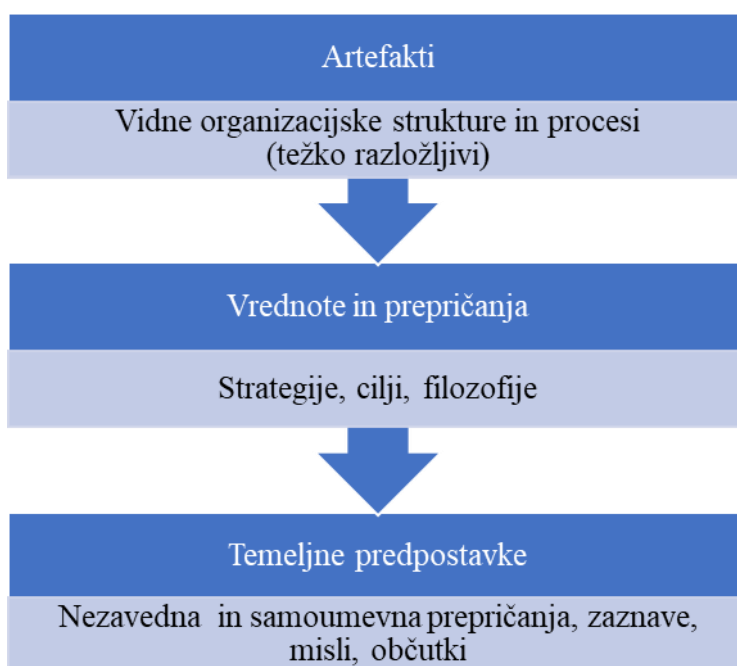 Artefakti
Vidne organizacijske strukture in procesi
(težko razložljivi)
Vrednote in prepričanja
Strategije, cilji, filozofije
Temeljne predpostavke
Nezavedna in samoumevna prepričanja, zaznave,
misli, občutki